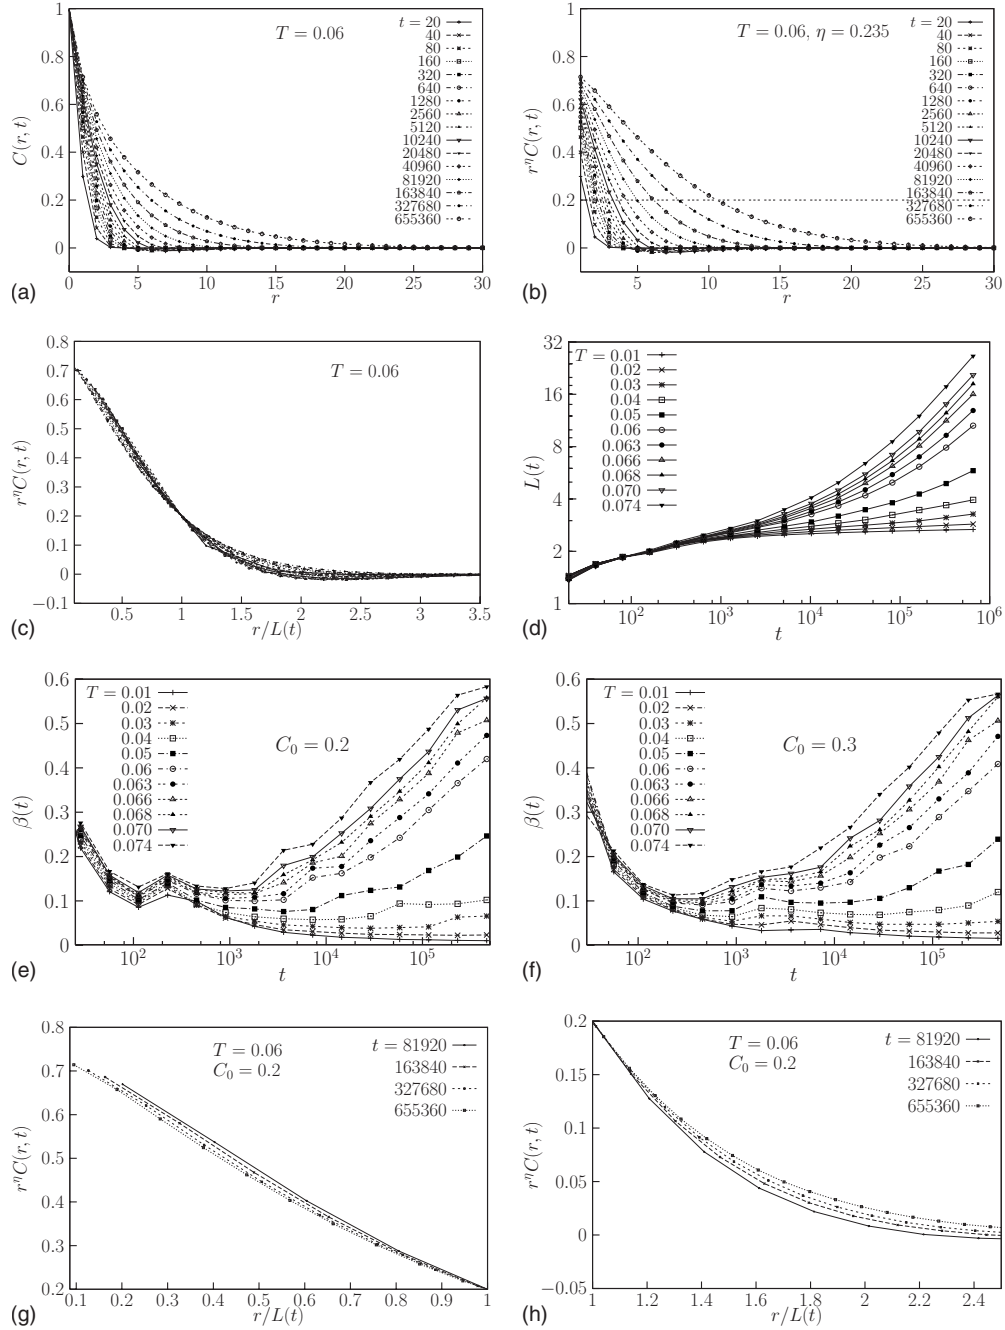 T = 0.06
t = 20
40
80
160
320
640
1280
2560
5120
10240
20480
40960
81920
163840
327680
655360
1
0.8
0.6
0.4
0.2
0
C(r, t)
0 5 10 15 20 25 30
r
(a)
T = 0.06, η = 0.235
t = 20
40
80
160
320
640
1280
2560
5120
10240
20480
40960
81920
163840
327680
655360
1
0.8
0.6
0.4
0.2
0
r^η C(r, t)
5 10 15 20 25 30
r
(b)
T = 0.06
0.8
0.7
0.6
0.5
0.4
0.3
0.2
0.1
0
−0.1
r^η C(r, t)
0.5 1 1.5 2 2.5 3 3.5
r/L(t)
(c)
T = 0.01
0.02
0.03
0.04
0.05
0.06
0.063
0.066
0.068
0.070
0.074
32
16
8
4
2
1
L(t)
10^2 10^3 10^4 10^5 10^6
t
(d)
T = 0.01
0.02
0.03
0.04
0.05
0.06
0.063
0.066
0.068
0.070
0.074
C_0 = 0.2
0.6
0.5
0.4
0.3
0.2
0.1
0
β(t)
10^2 10^3 10^4 10^5
t
(e)
T = 0.01
0.02
0.03
0.04
0.05
0.06
0.063
0.066
0.068
0.070
0.074
C_0 = 0.3
0.6
0.5
0.4
0.3
0.2
0.1
0
β(t)
10^2 10^3 10^4 10^5
t
(f)
T = 0.06
C_0 = 0.2
t = 81920
163840
327680
655360
0.8
0.7
0.6
0.5
0.4
0.3
0.2
r^η C(r, t)
0.1 0.2 0.3 0.4 0.5 0.6 0.7 0.8 0.9 1
r/L(t)
(g)
T = 0.06
C_0 = 0.2
t = 81920
163840
327680
655360
0.2
0.15
0.1
0.05
0
−0.05
r^η C(r, t)
1 1.2 1.4 1.6 1.8 2 2.2 2.4
r/L(t)
(h)